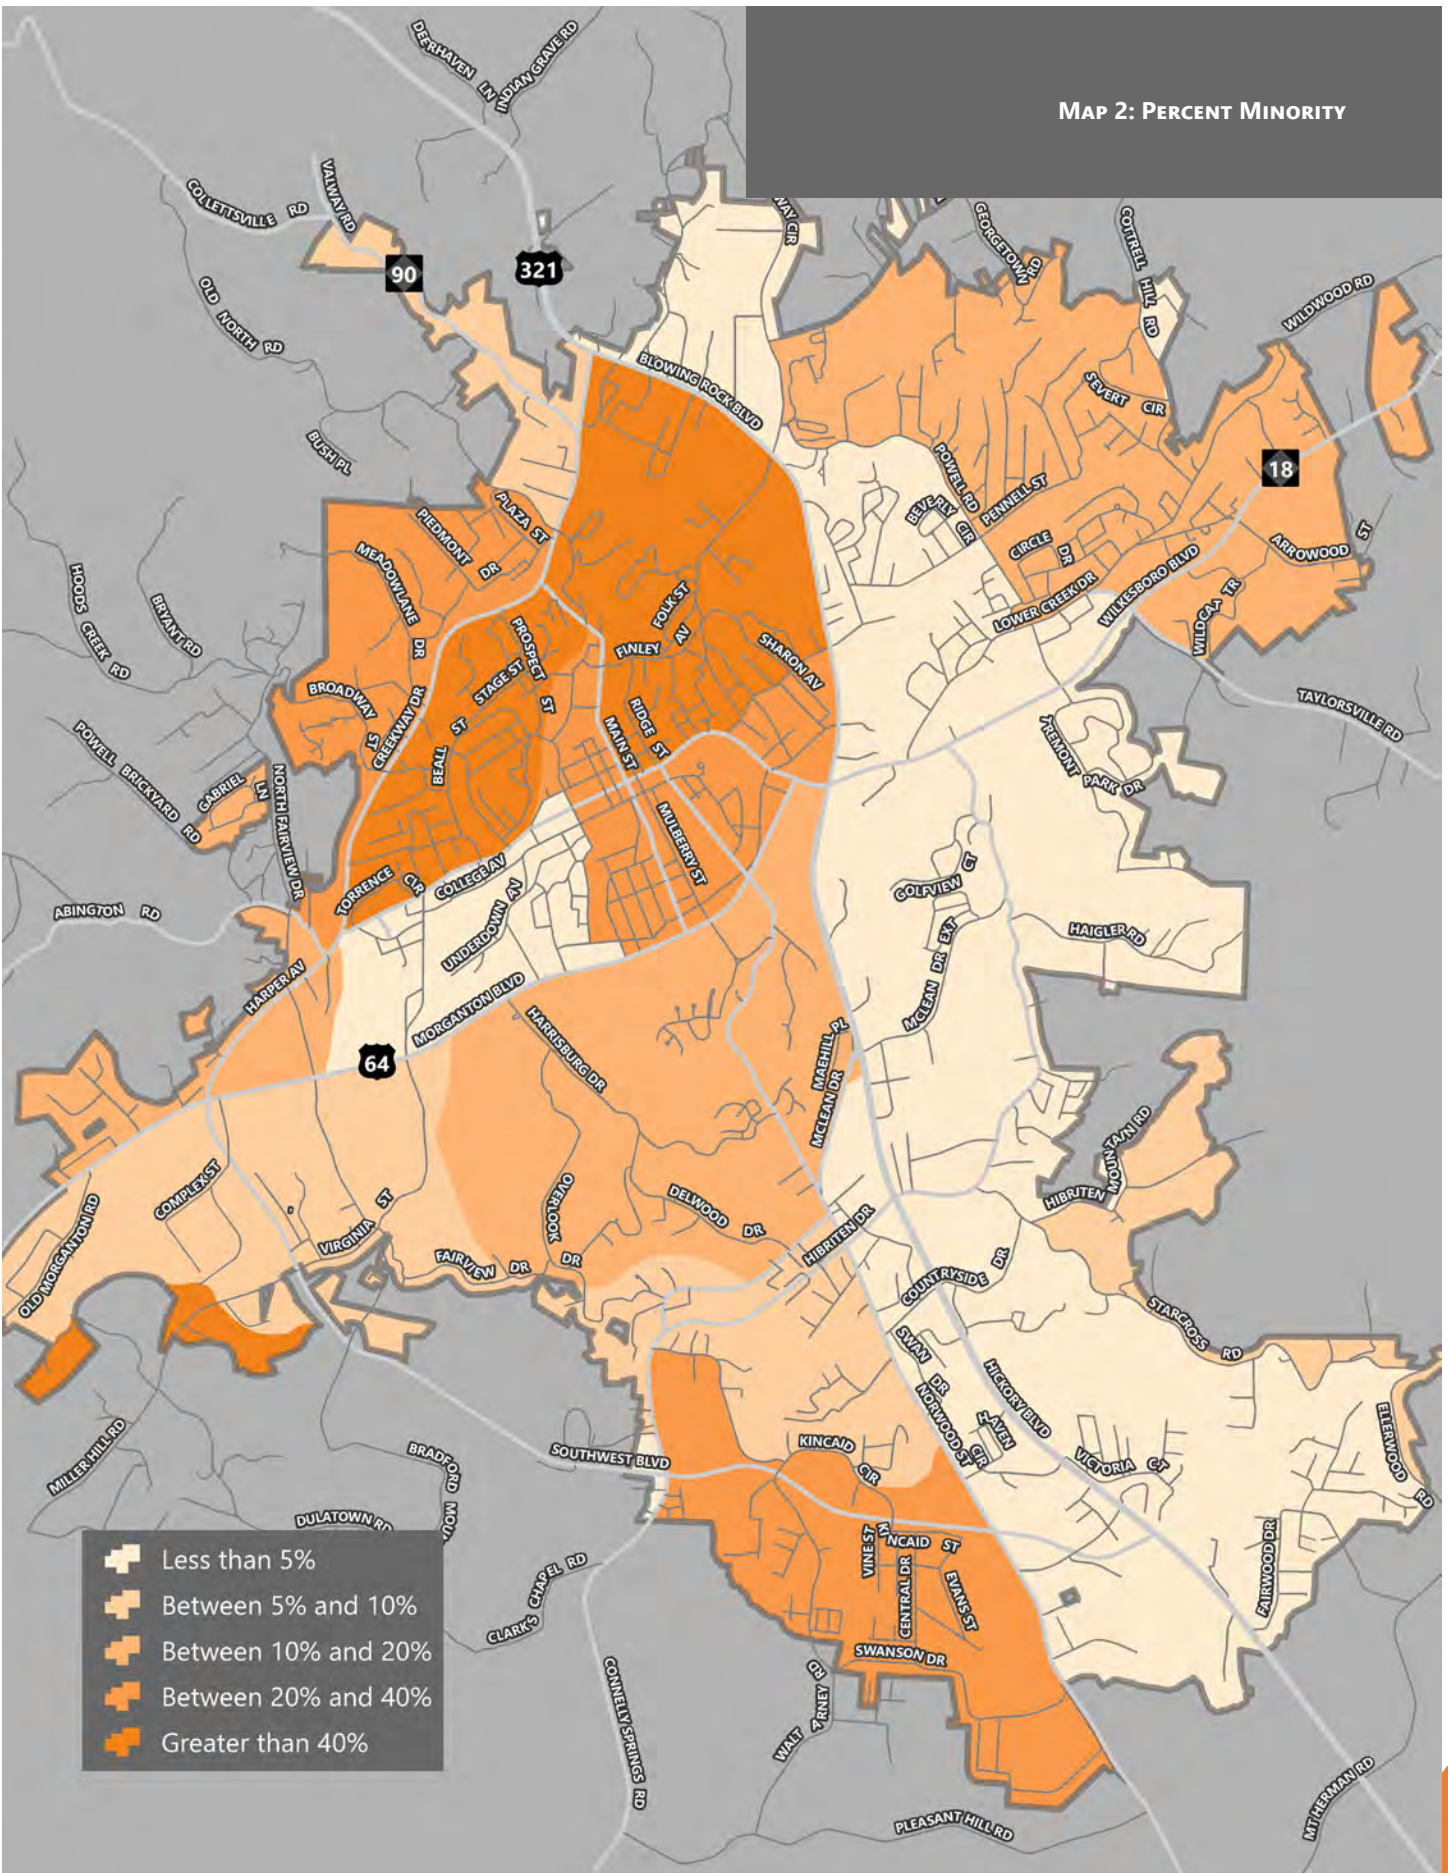 MAP 2: PERCENT MINORITY
DEERHAVEN LN
INDIAN GRAVE RD
VALWAY RD
COLLETTSVILLE RD
90
321
WAY CIR
GEORGETOWN RD
COTTRELL HILL RD
WILDWOOD RD
OLD NORTH RD
BLOWING ROCK BLVD
SEVERT CIR
BUSH PL
18
POWELL RD
PENNELL ST
BEVERLY CIR
PLAZA ST
PIEDMONT DR
CIRCLE DR
ARROWOOD ST
MEADOWLANE DR
WILKESBORO BLVD
LOWER CREEK DR
WILDCAT TR
HOODS CREEK RD
BRYANT RD
FOLK ST
FINLEY AV
PROSPECT ST
STAGE ST
SHARON AV
BROADWAY ST
CREEKWAY DR
BEALL ST
RIDGE ST
MAIN ST
TAYLORSVILLE RD
TREMONT PARK DR
POWELL BRICKYARD RD
GABRIEL LN
NORTH FAIRVIEW DR
MULBERRY ST
TORRENCE CIR
COLLEGE AV
UNDERDOWN AV
GOLFVIEW CT
ABINGTON RD
HAIGLER RD
MCLEAN DR EXT
HARPER AV
MORGANTON BLVD
HARRISBURG DR
64
MAEHILL PL
MCLEAN DR
HIBRITEN MOUNTAIN RD
COMPLEX ST
OLD MORGANTON RD
VIRGINIA ST
OVERLOOK DR
DELWOOD DR
HIBRITEN DR
FAIRVIEW DR
COUNTRYSIDE DR
STARCROSS RD
SWAN DR
HICKORY BLVD
NORWOOD ST
HAVEN CIR
ELLERWOOD RD
MILLER HILL RD
BRADFORD MOU
SOUTHWEST BLVD
KINCAID CIR
VICTORIA CT
DULATOWN RD
VINE ST
KINCAID ST
CENTRAL DR
EVANS ST
FAIRWOOD DR
CLARK'S CHAPEL RD
SWANSON DR
WALT ARNEY RD
CONNELLY SPRINGS RD
PLEASANT HILL RD
MT HERMAN RD
Less than 5%
Between 5% and 10%
Between 10% and 20%
Between 20% and 40%
Greater than 40%